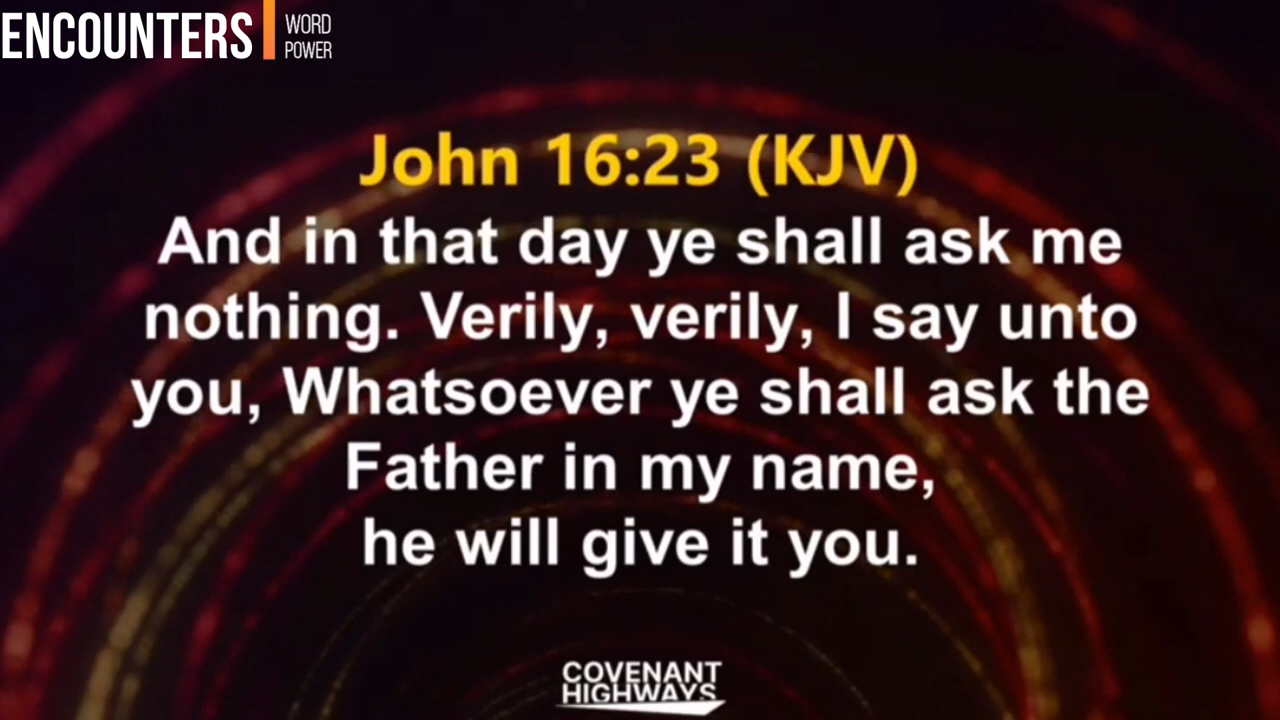 ENCOUNTERS
WORD
POWER
John 16:23 (KJV)
And in that day ye shall ask me
nothing. Verily, verily, I say unto
you, Whatsoever ye shall ask the
Father in my name,
he will give it you.
COVENANT
HIGHWAYS